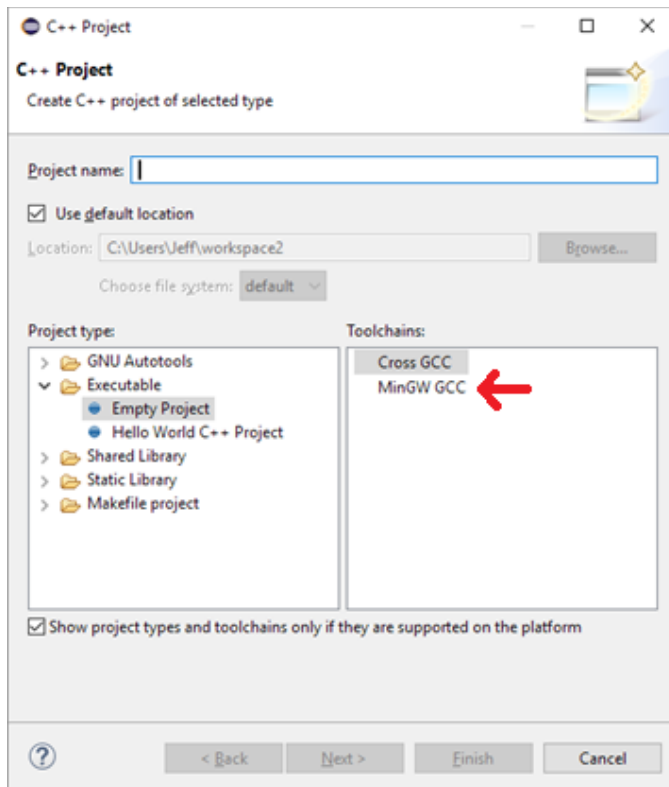 C++ Project
C++ Project
Create C++ project of selected type
Project name:
Use default location
Location: C:\Users\Jeff\workspace2 Browse...
Choose file system: default
Project type: Toolchains:
GNU Autotools Cross GCC
Executable MinGW GCC
Empty Project
Hello World C++ Project
Shared Library
Static Library
Makefile project
Show project types and toolchains only if they are supported on the platform
? < Back Next > Finish Cancel